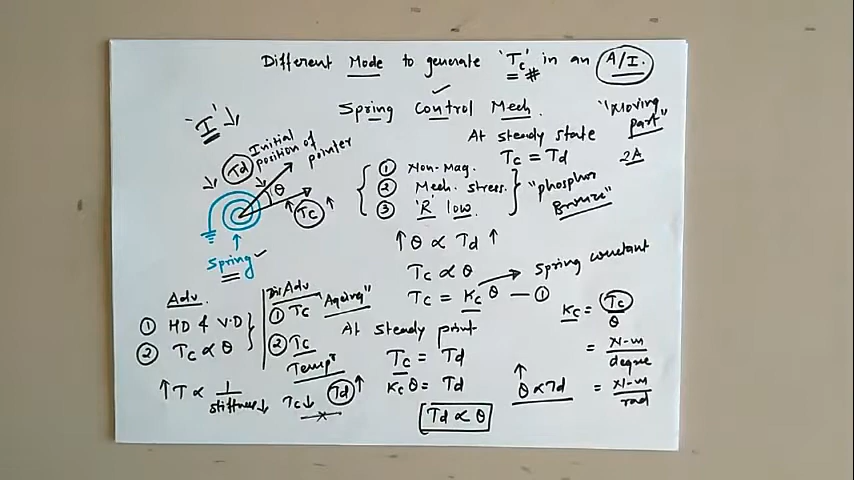 Different Mode to generate 'Tc' in an A/I.
= #
Spring Control Mech.
"Moving part"
'I'
At steady state
Tc = Td
2A
Initial position of pointer
Td
θ
Tc
Spring
① Non-Mag.
② Mech. stress.
③ 'R' low
"phosphor Bronze"
↑ θ ∝ Td ↑
Tc ∝ θ
Tc = Kc θ — ①
Spring constant
Kc = Tc / θ
= N-m / degree
= N-m / rad
Adv.
① HD & V.D
② Tc ∝ θ
Dis Adv
① Tc "Ageing"
② Tc
Tempr
↑ T ∝ 1 / stiffness ↓
Tc ↓ Td ↑
At steady point
Tc = Td
Kc θ = Td
Td ∝ θ
↑ θ ∝ Td